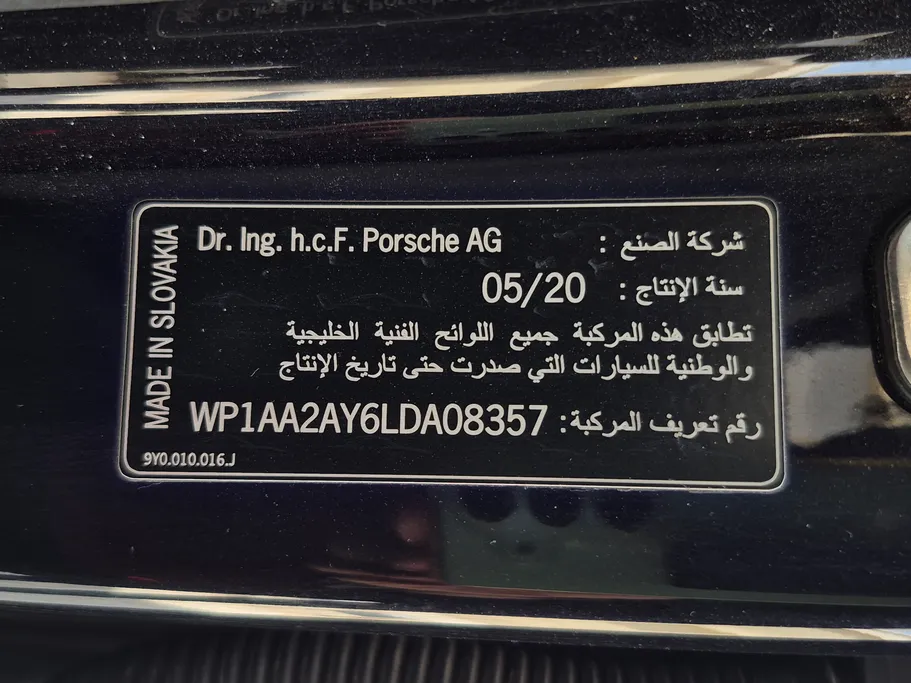 شركة الصنع : Dr. Ing. h.c.F. Porsche AG
سنة الإنتاج : 05/20
تطابق هذه المركبة جميع اللوائح الفنية الخليجية
والوطنية للسيارات التي صدرت حتى تاريخ الإنتاج
رقم تعريف المركبة: WP1AA2AY6LDA08357
9Y0.010.016.J
MADE IN SLOVAKIA